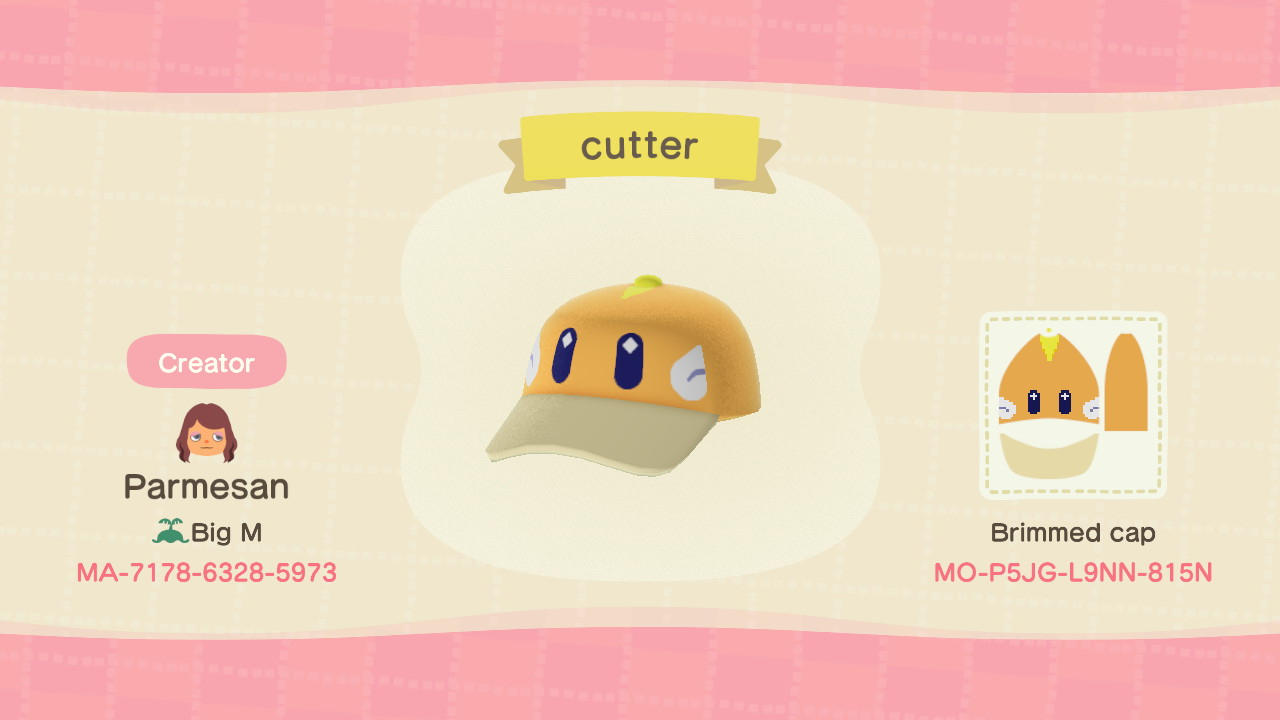 cutter
Creator
Parmesan
Big M
MA-7178-6328-5973
Brimmed cap
MO-P5JG-L9NN-815N